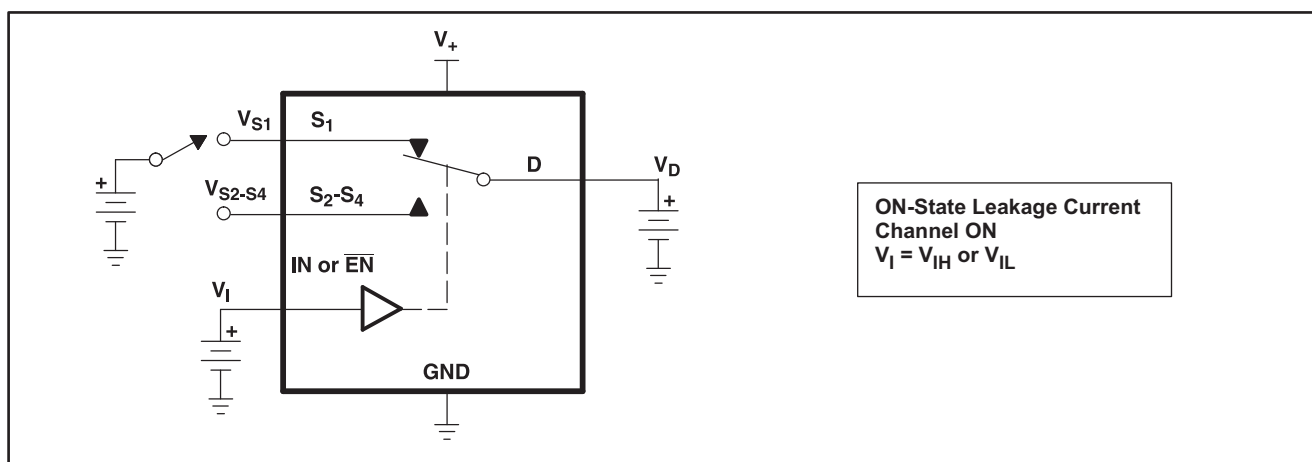 V+
VS1
S1
+
VS2-S4
S2-S4
D
VD
+
IN or E̅N̅
VI
+
GND
ON-State Leakage Current
Channel ON
VI = VIH or VIL